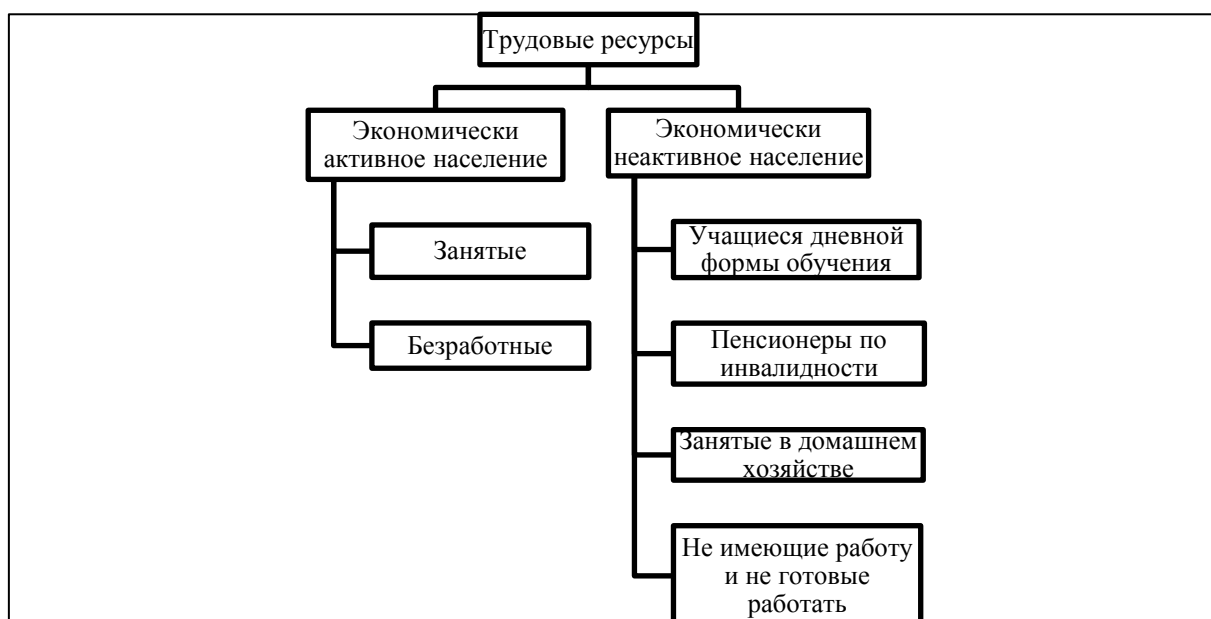 Трудовые ресурсы
Экономически
активное население
Занятые
Безработные
Экономически
неактивное население
Учащиеся дневной
формы обучения
Пенсионеры по
инвалидности
Занятые в домашнем
хозяйстве
Не имеющие работу
и не готовые
работать